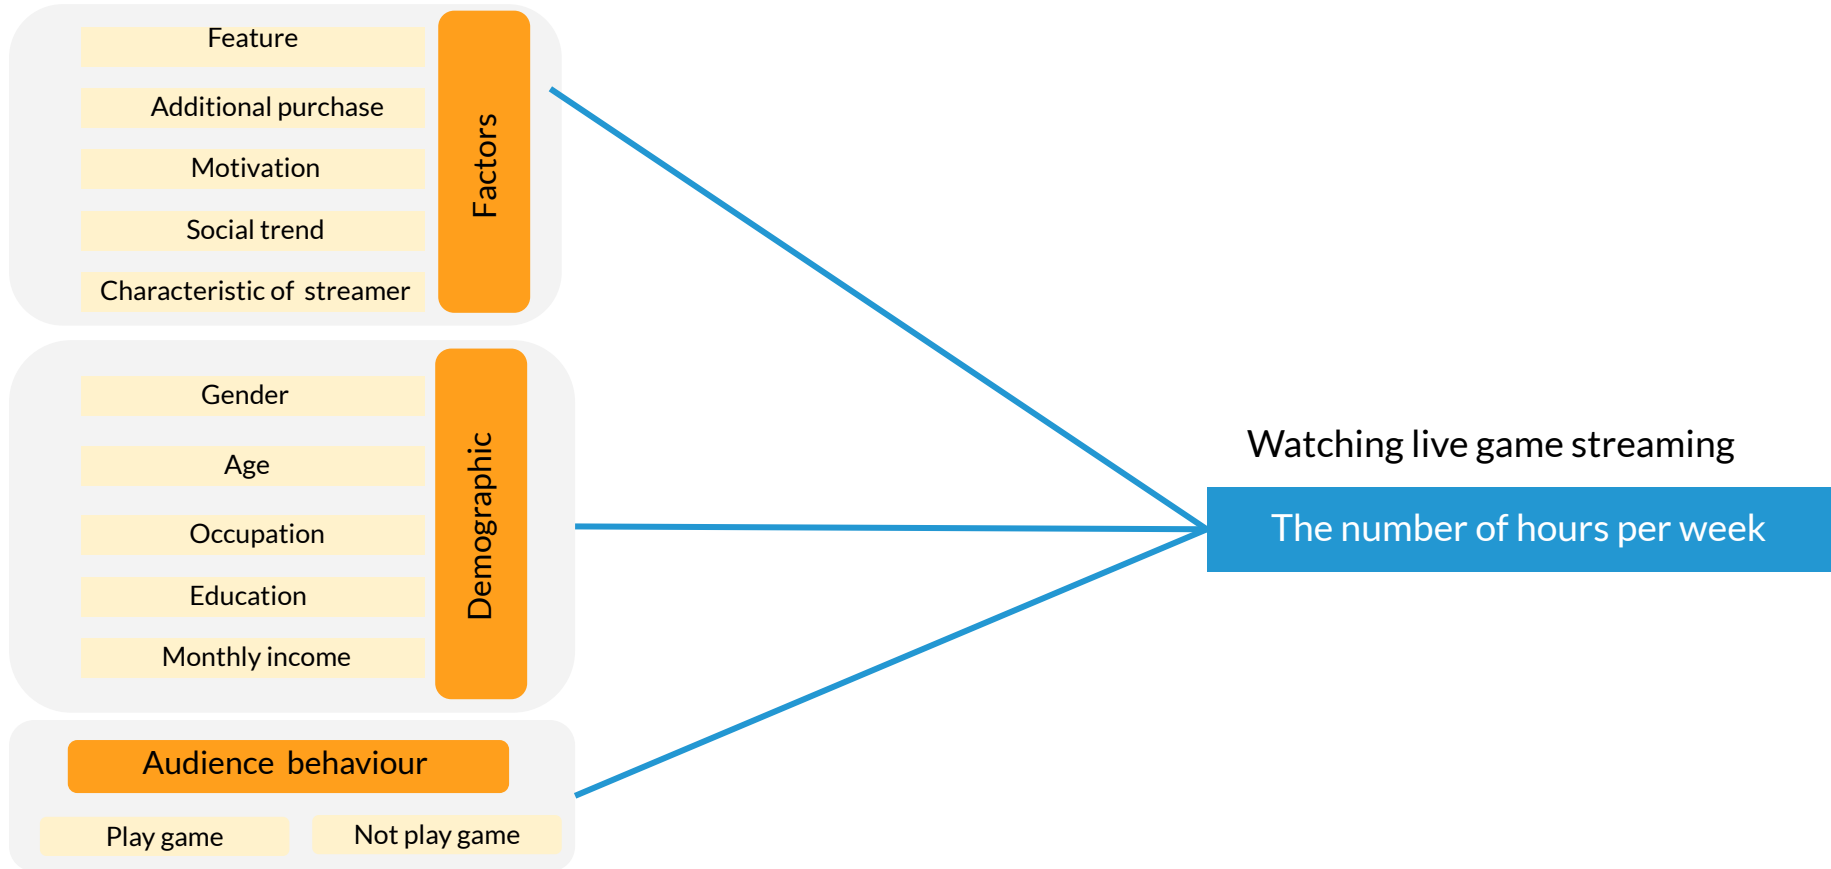 Feature
Additional purchase
Motivation
Social trend
Characteristic of streamer
Factors
Gender
Age
Occupation
Education
Monthly income
Demographic
Audience behaviour
Play game
Not play game
Watching live game streaming
The number of hours per week